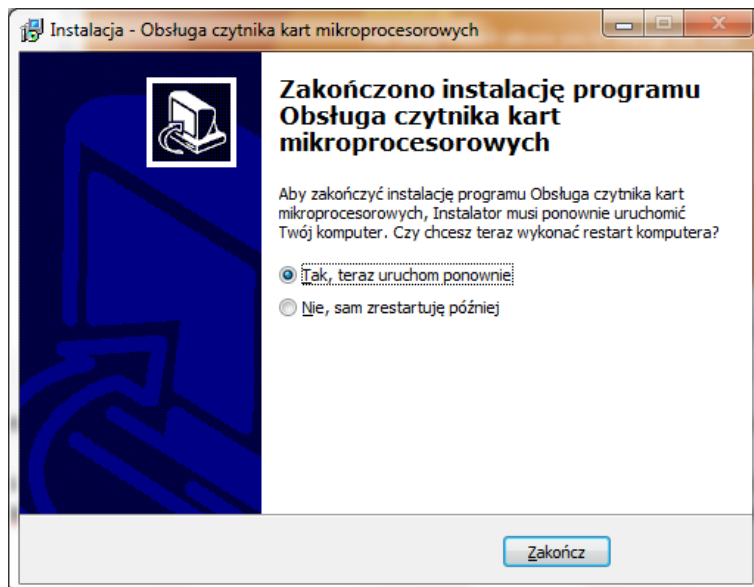 Instalacja - Obsługa czytnika kart mikroprocesorowych
Zakończono instalację programu
Obsługa czytnika kart
mikroprocesorowych
Aby zakończyć instalację programu Obsługa czytnika kart
mikroprocesorowych, Instalator musi ponownie uruchomić
Twój komputer. Czy chcesz teraz wykonać restart komputera?
Tak, teraz uruchom ponownie
Nie, sam zrestartuję później
Zakończ